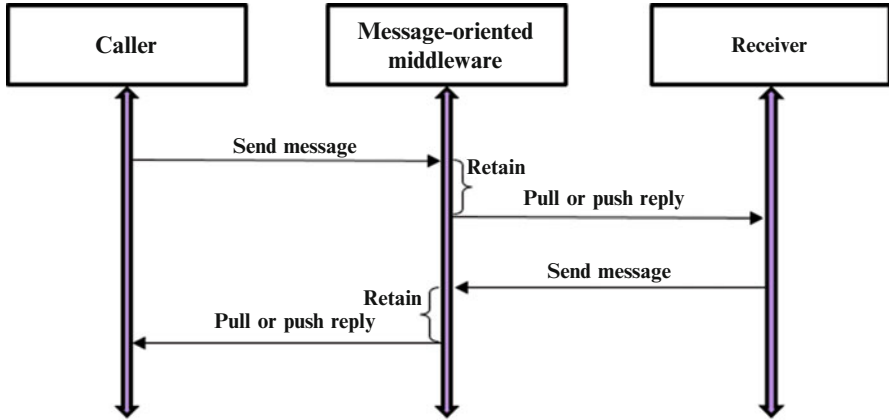 Caller
Message-oriented
middleware
Receiver
Send message
Retain
Pull or push reply
Send message
Retain
Pull or push reply